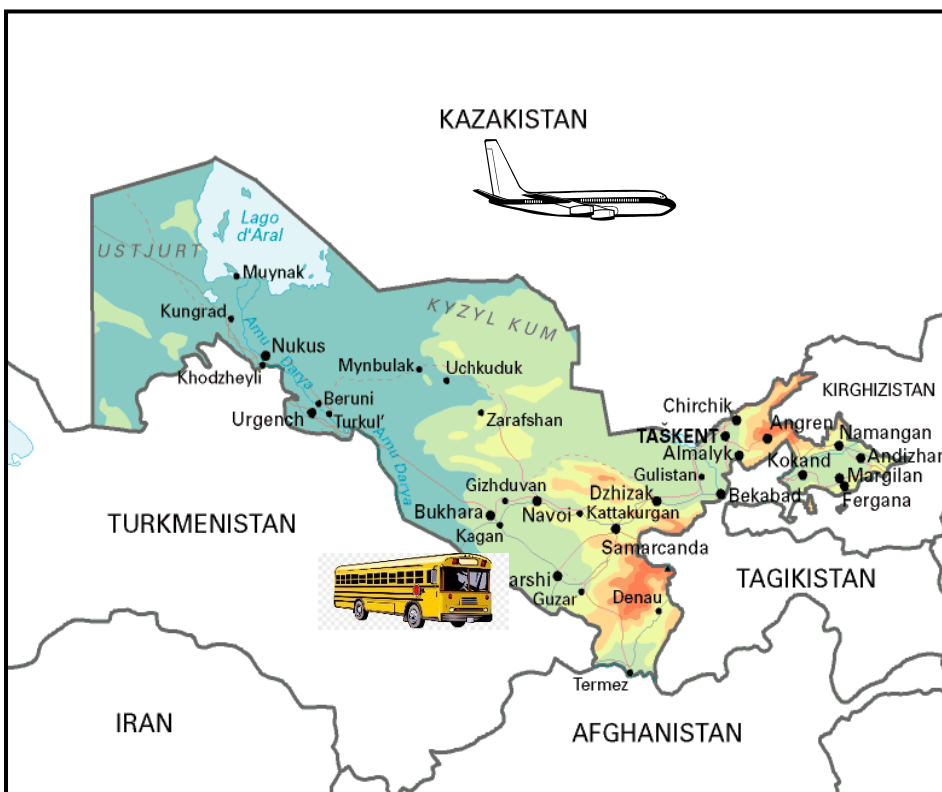 KAZAKISTAN
Lago
d'Aral
USTJURT
Muynak
KYZYL KUM
Kungrad
Amu Darya
Nukus
Khodzheyli
Mynbulak
Uchkuduk
KIRGHIZISTAN
Beruni
Urgench
Turkul'
Zarafshan
Chirchik
TAŠKENT
Angren
Namangan
Almalyk
Kokand
Andizhan
Amu Darya
Gulistan
Margilan
Gizhduvan
Dzhizak
Bekabad
Fergana
Bukhara
Navoi
Kattakurgan
Kagan
TURKMENISTAN
Samarcanda
arshi
TAGIKISTAN
Guzar
Denau
Termez
IRAN
AFGHANISTAN